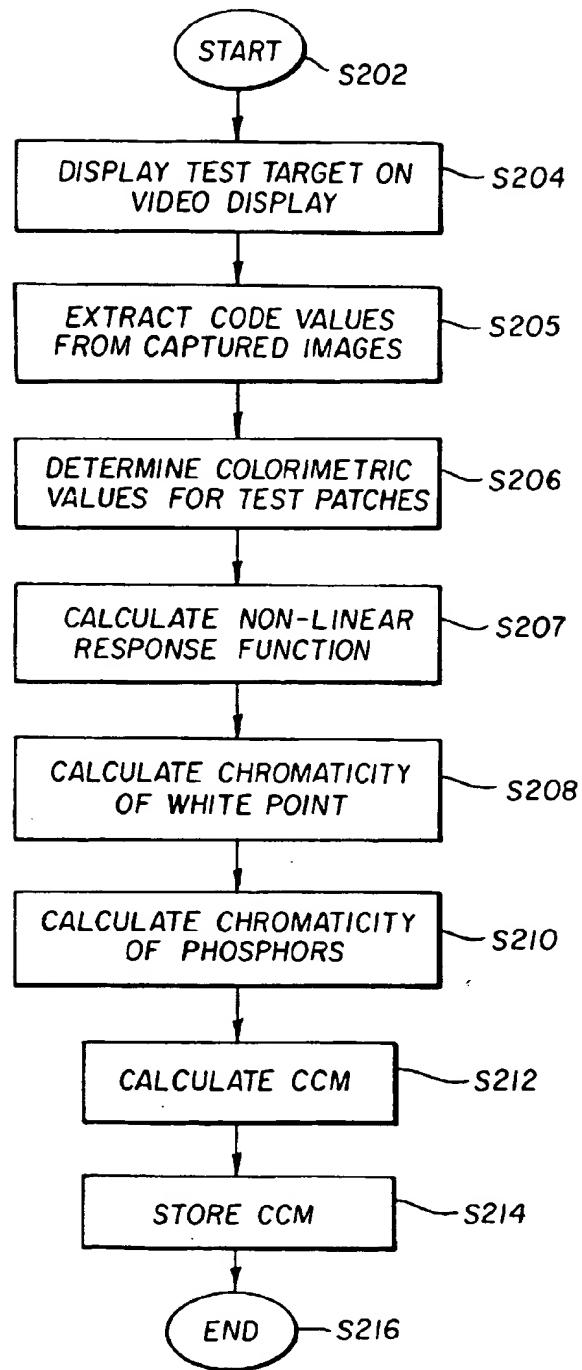 START
S202
DISPLAY TEST TARGET ON
VIDEO DISPLAY
S204
EXTRACT CODE VALUES
FROM CAPTURED IMAGES
S205
DETERMINE COLORIMETRIC
VALUES FOR TEST PATCHES
S206
CALCULATE NON-LINEAR
RESPONSE FUNCTION
S207
CALCULATE CHROMATICITY
OF WHITE POINT
S208
CALCULATE CHROMATICITY
OF PHOSPHORS
S210
CALCULATE CCM
S212
STORE CCM
S214
END
S216